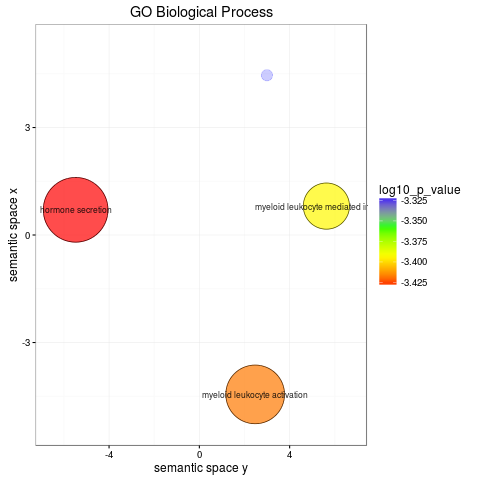 GO Biological Process
semantic space x
3
0
-3
hormone secretion
myeloid leukocyte mediated
myeloid leukocyte activation
-4
0
4
semantic space y
log10_p_value
-3.325
-3.350
-3.375
-3.400
-3.425